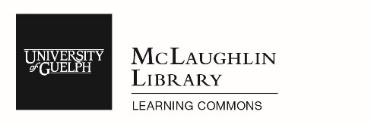 UNIVERSITY
of GUELPH
MCLAUGHLIN
LIBRARY
LEARNING COMMONS